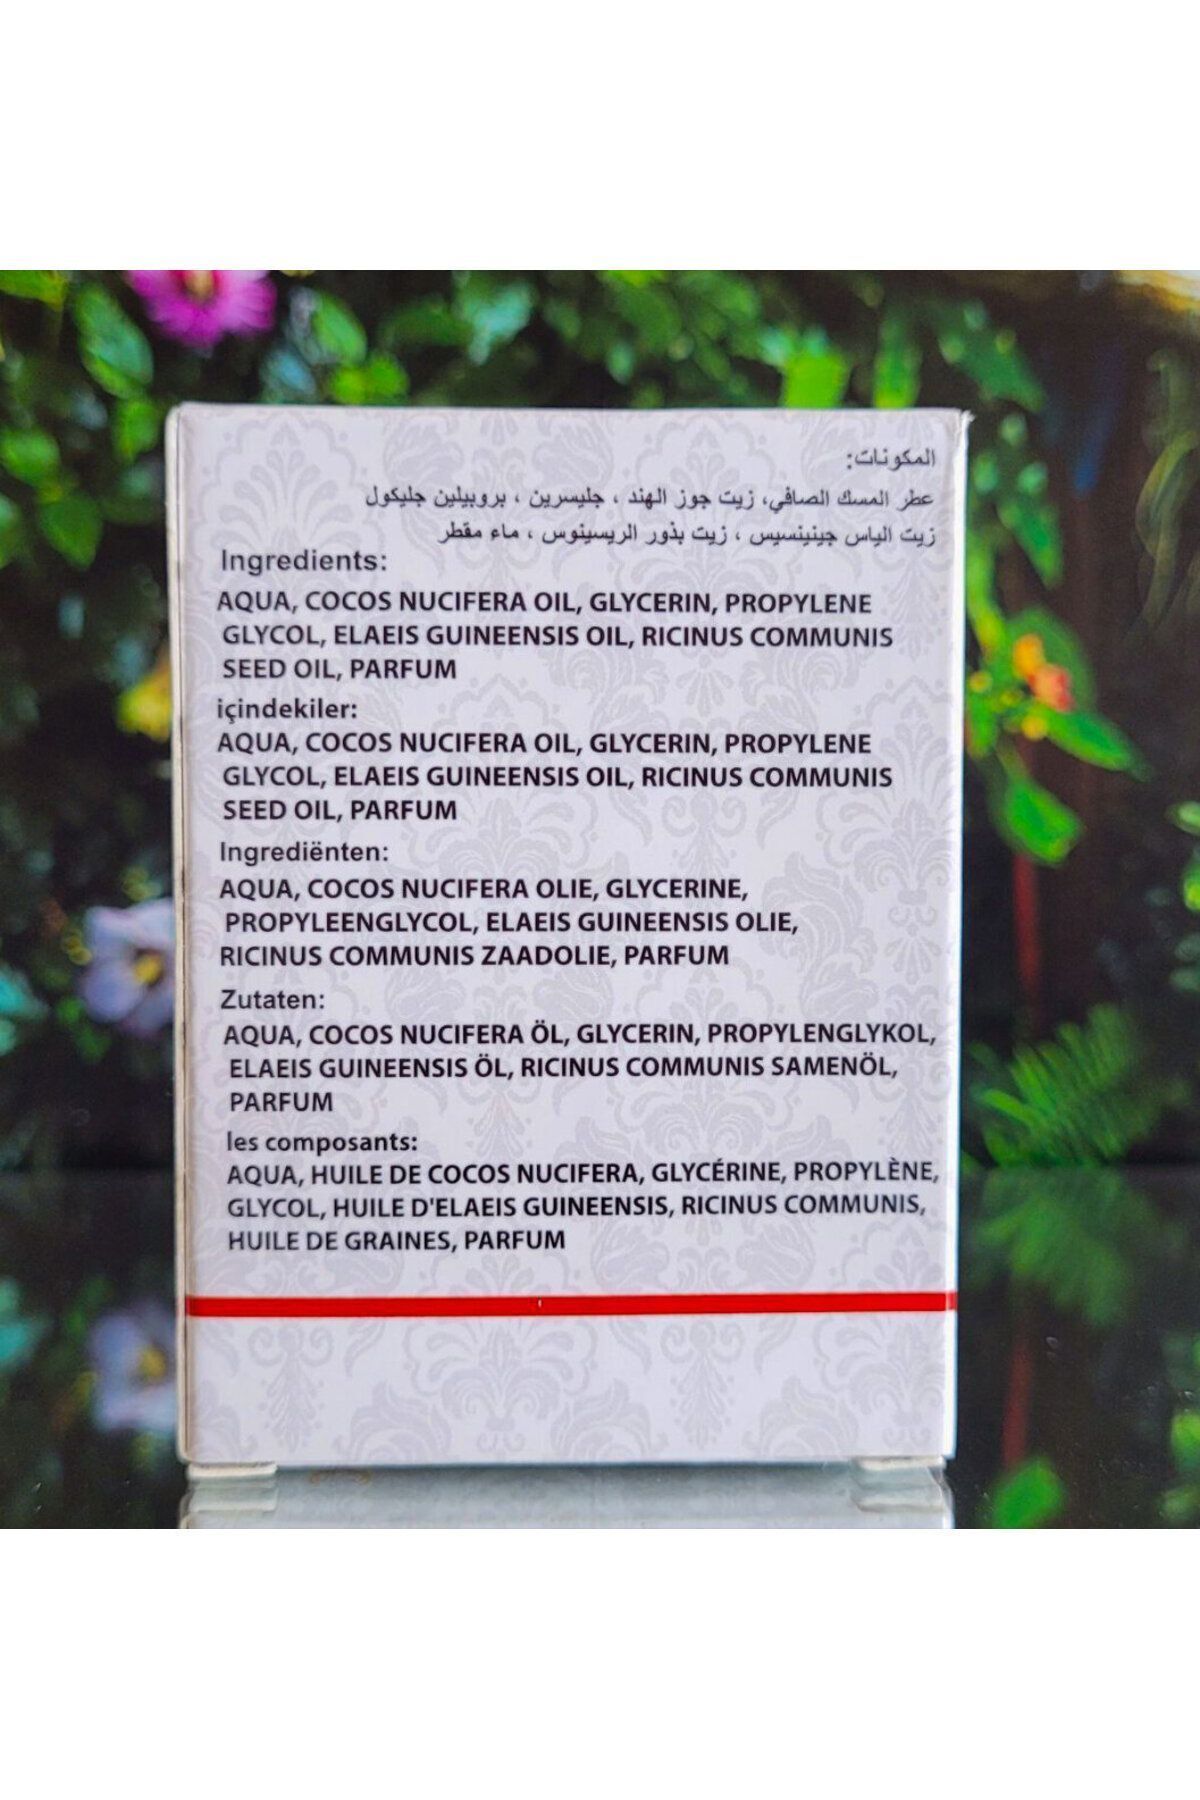 المكونات:
عطر المسك الصافي، زيت جوز الهند ، جليسرين ، بروبيلين جليكول
زيت الياس جينينسيس ، زيت بذور الريسينوس ، ماء مقطر
Ingredients:
AQUA, COCOS NUCIFERA OIL, GLYCERIN, PROPYLENE
GLYCOL, ELAEIS GUINEENSIS OIL, RICINUS COMMUNIS
SEED OIL, PARFUM
içindekiler:
AQUA, COCOS NUCIFERA OIL, GLYCERIN, PROPYLENE
GLYCOL, ELAEIS GUINEENSIS OIL, RICINUS COMMUNIS
SEED OIL, PARFUM
Ingrediënten:
AQUA, COCOS NUCIFERA OLIE, GLYCERINE,
PROPYLEENGLYCOL, ELAEIS GUINEENSIS OLIE,
RICINUS COMMUNIS ZAADOLIE, PARFUM
Zutaten:
AQUA, COCOS NUCIFERA ÖL, GLYCERIN, PROPYLENGLYKOL,
ELAEIS GUINEENSIS ÖL, RICINUS COMMUNIS SAMENÖL,
PARFUM
les composants:
AQUA, HUILE DE COCOS NUCIFERA, GLYCÉRINE, PROPYLÈNE,
GLYCOL, HUILE D'ELAEIS GUINEENSIS, RICINUS COMMUNIS,
HUILE DE GRAINES, PARFUM